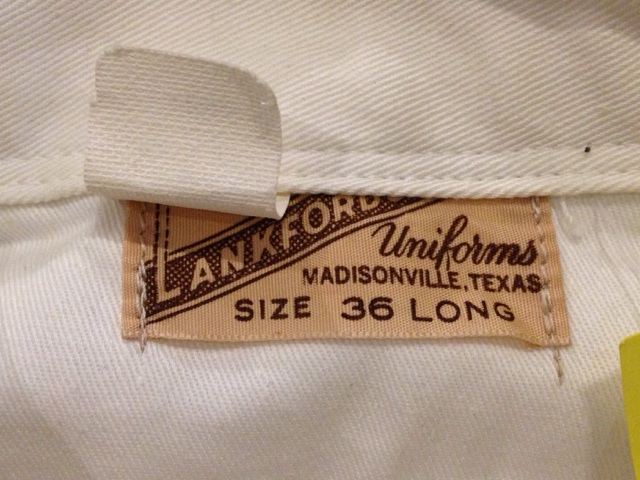 LANKFORD
Uniforms
MADISONVILLE, TEXAS
SIZE 36 LONG